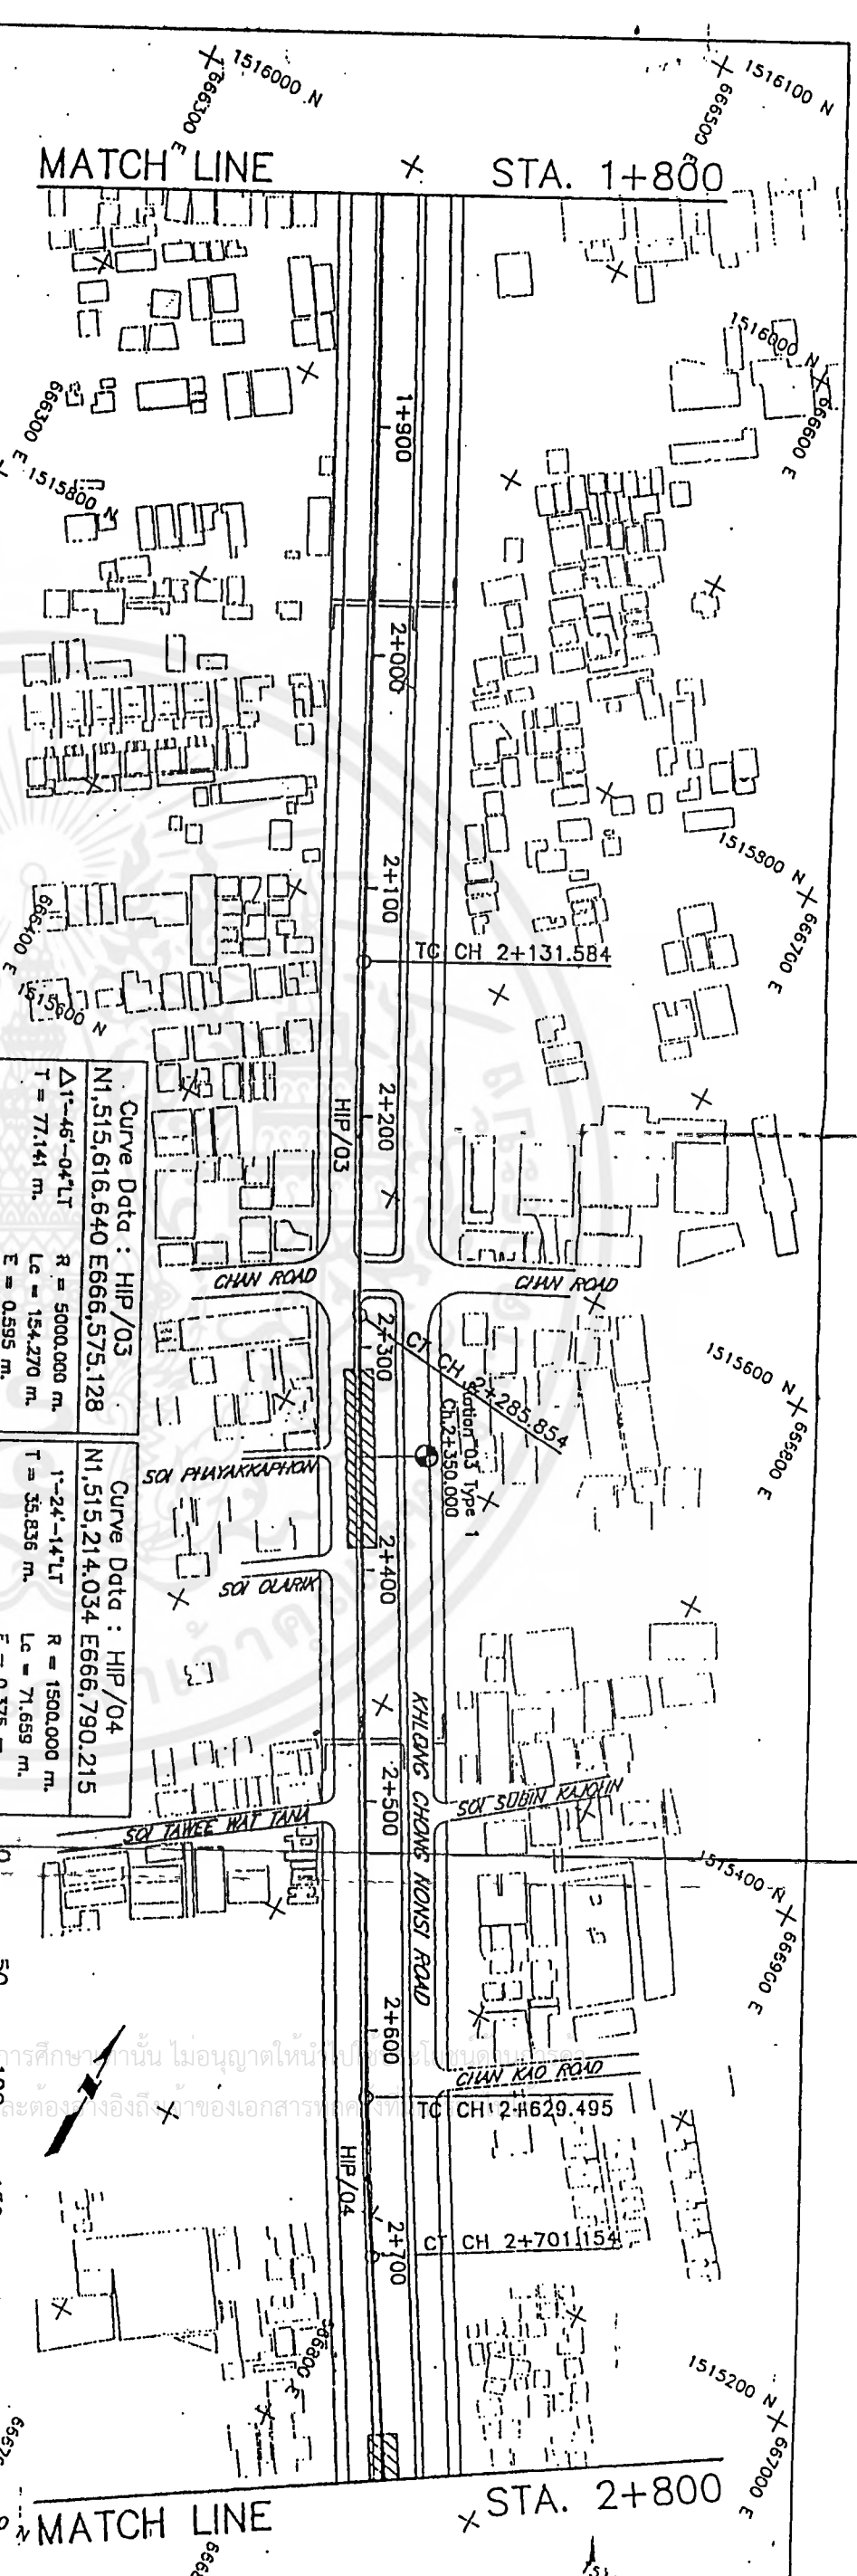 1516000 N
666300 E
1516100 N
666500 E
MATCH LINE
STA. 1+800
1516000 N
666600 E
666300 E
1515800 N
1+900
2+000
2+100
1515800 N
666700 E
TC CH 2+131.584
666400 E
1515600 N
2+200
HIP/03
Curve Data : HIP/03
N1,515,616.640 E666,575.128
Δ1°-46'-04"LT R = 5000.000 m.
T = 77.141 m. Lc = 154.270 m.
E = 0.595 m.
CHAN ROAD
CHAN ROAD
2+300
CT CH 2+285.854
Station 03 Type 1
Ch.2+350.000
1515600 N
666800 E
SOI PHAYAKKAPHON
2+400
SOI OLARIK
Curve Data : HIP/04
N1,515,214.034 E666,790.215
1°-24'-14"LT R = 1500.000 m.
T = 35.836 m. Lc = 71.659 m.
KHLONG CHONG NONSI ROAD
2+500
SOI TAWEE WAT TANA
SOI SUBIN KAJOHN
1515400 N
666900 E
50
2+600
CHAN KAO ROAD
TC CH 2+629.495
HIP/04
2+700
CT CH 2+701.154
666800 E
1515200 N
667000 E
MATCH LINE
STA. 2+800